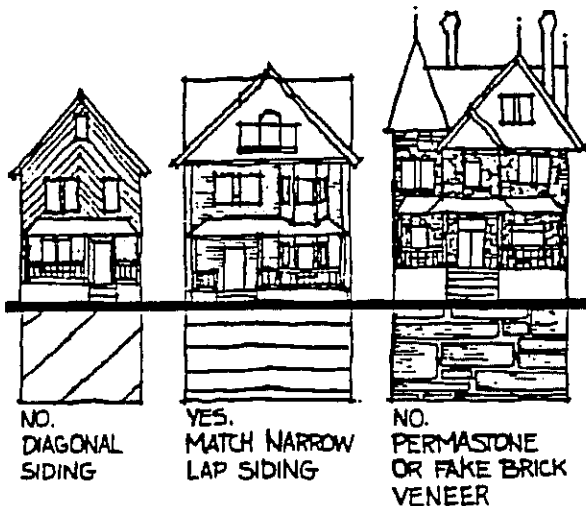 NO.
DIAGONAL
SIDING
YES.
MATCH NARROW
LAP SIDING
NO.
PERMASTONE
OR FAKE BRICK
VENEER